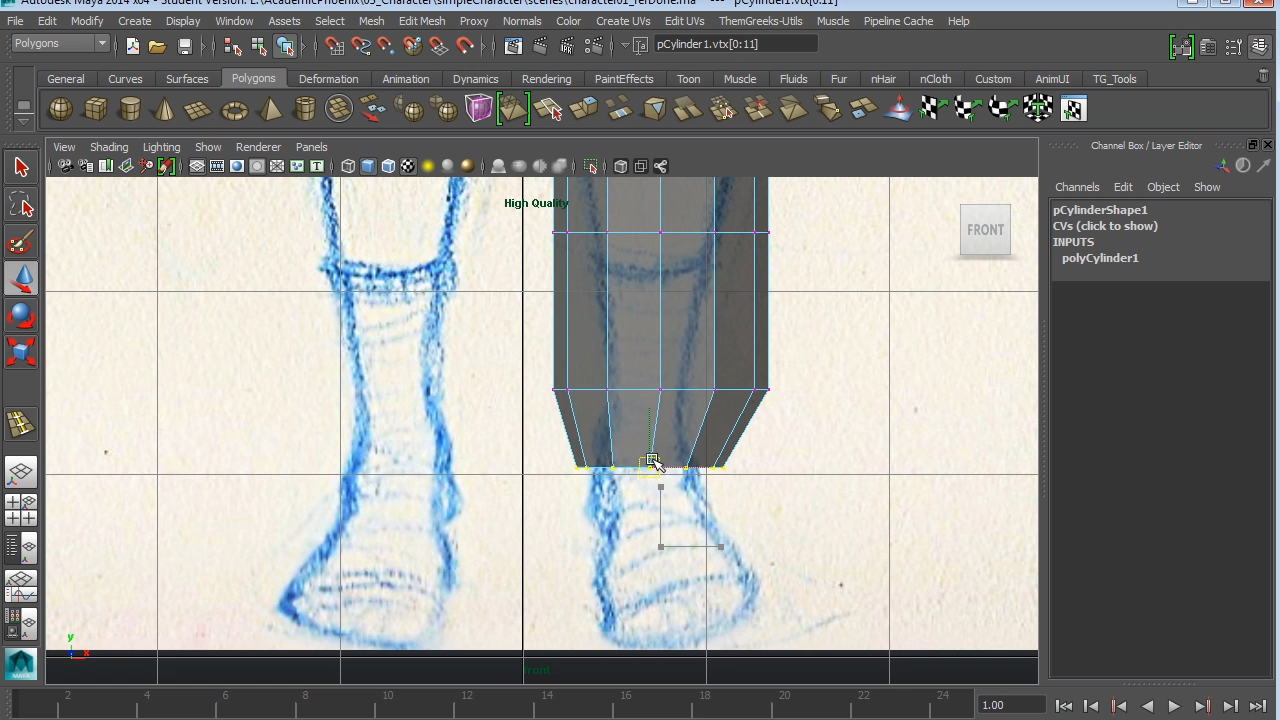 Autodesk Maya 2014 x64 - Student Version: E:\AcademicPhoenix\05_Character\simpleCharacter\scenes\character01_refDone.ma --- pCylinder1.vtx[0:11]
File Edit Modify Create Display Window Assets Select Mesh Edit Mesh Proxy Normals Color Create UVs Edit UVs ThemGreeks-Utils Muscle Pipeline Cache Help
Polygons pCylinder1.vtx[0:11]
General Curves Surfaces Polygons Deformation Animation Dynamics Rendering PaintEffects Toon Muscle Fluids Fur nHair nCloth Custom AnimUI TG_Tools
Channel Box / Layer Editor
View Shading Lighting Show Renderer Panels
Channels Edit Object Show
High Quality
FRONT
pCylinderShape1
CVs (click to show)
INPUTS
polyCylinder1
y
x
front
2 4 6 8 10 12 14 16 18 20 22 24
1.00